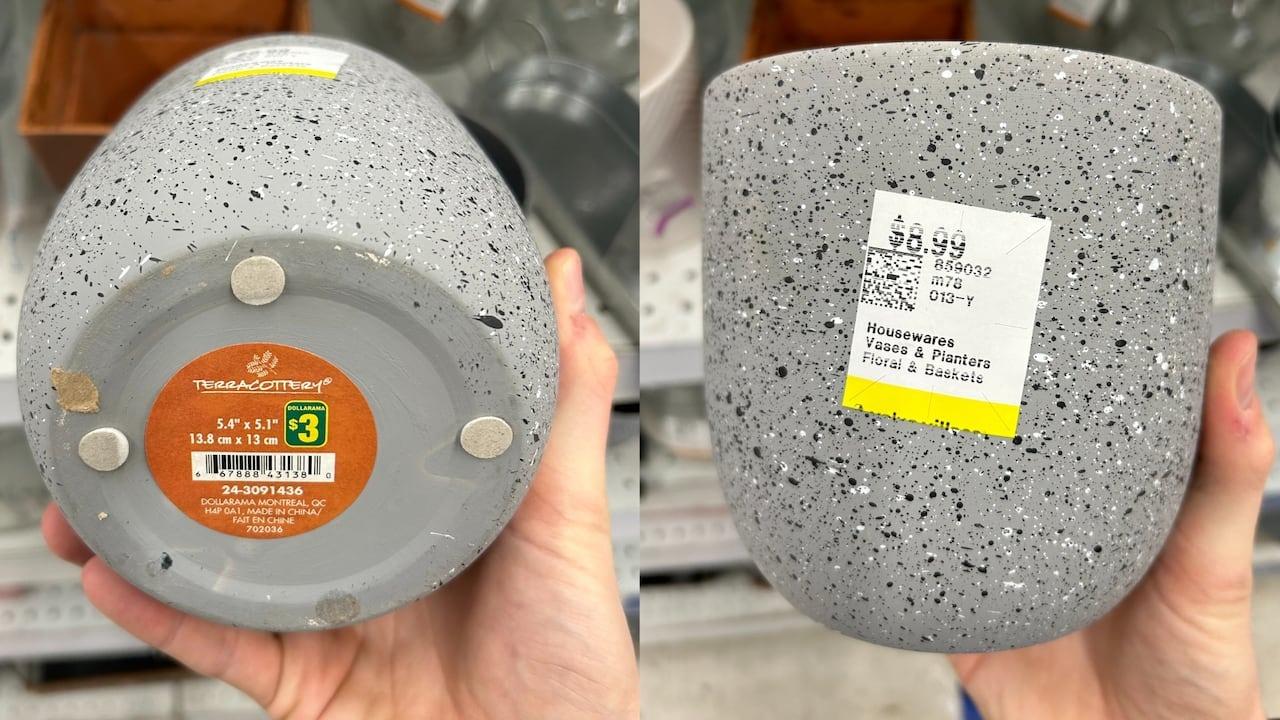 TERRACOTTERY®
5.4" x 5.1"
13.8 cm x 13 cm
DOLLARAMA
$3
6 67888 43138 0
24-3091436
DOLLARAMA MONTREAL, QC
H4P 0A1, MADE IN CHINA/
FAIT EN CHINE
702036
$8.99
659032
m78
013-Y
Housewares
Vases & Planters
Floral & Baskets